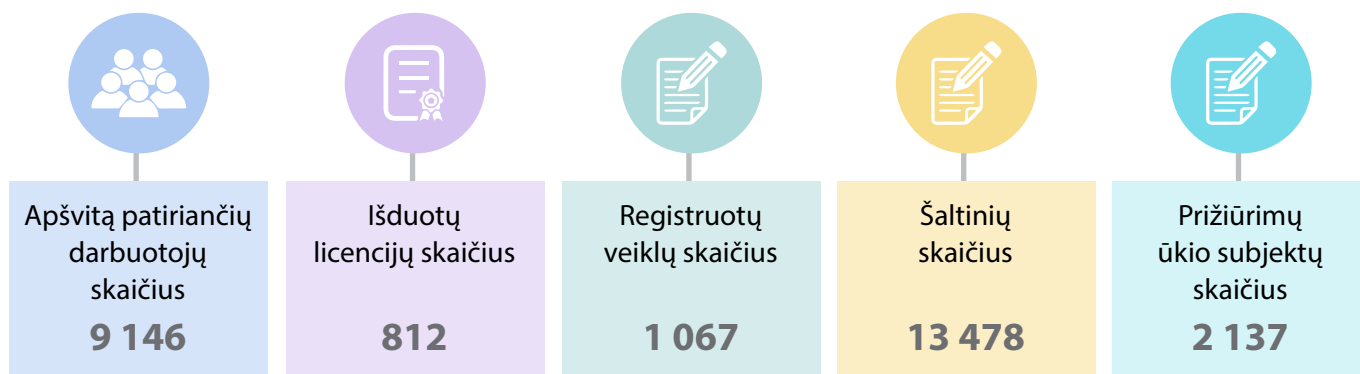 Apšvitą patiriančių
darbuotojų
skaičius
9 146
Išduotų
licencijų skaičius
812
Registruotų
veiklų skaičius
1 067
Šaltinių
skaičius
13 478
Prižiūrimų
ūkio subjektų
skaičius
2 137